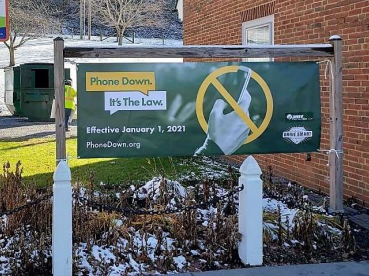 Phone Down.
It's The Law.
Effective January 1, 2021
PhoneDown.org
DRIVE SMART